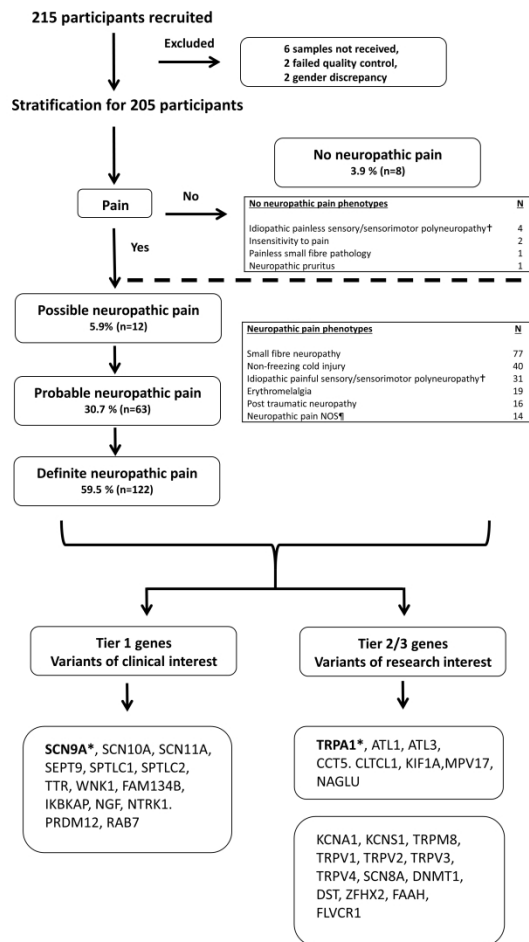 215 participants recruited
Excluded
6 samples not received,
2 failed quality control,
2 gender discrepancy
Stratification for 205 participants
No neuropathic pain
3.9 % (n=8)
Pain
No
Yes
No neuropathic pain phenotypes N
Idiopathic painless sensory/sensorimotor polyneuropathy† 4
Insensitivity to pain 2
Painless small fibre pathology 1
Neuropathic pruritus 1
Possible neuropathic pain
5.9% (n=12)
Probable neuropathic pain
30.7 % (n=63)
Definite neuropathic pain
59.5 % (n=122)
Neuropathic pain phenotypes N
Small fibre neuropathy 77
Non-freezing cold injury 40
Idiopathic painful sensory/sensorimotor polyneuropathy† 31
Erythromelalgia 19
Post traumatic neuropathy 16
Neuropathic pain NOS¶ 14
Tier 1 genes
Variants of clinical interest
SCN9A*, SCN10A, SCN11A,
SEPT9, SPTLC1, SPTLC2,
TTR, WNK1, FAM134B,
IKBKAP, NGF, NTRK1.
PRDM12, RAB7
Tier 2/3 genes
Variants of research interest
TRPA1*, ATL1, ATL3,
CCT5. CLTCL1, KIF1A,MPV17,
NAGLU
KCNA1, KCNS1, TRPM8,
TRPV1, TRPV2, TRPV3,
TRPV4, SCN8A, DNMT1,
DST, ZFHX2, FAAH,
FLVCR1